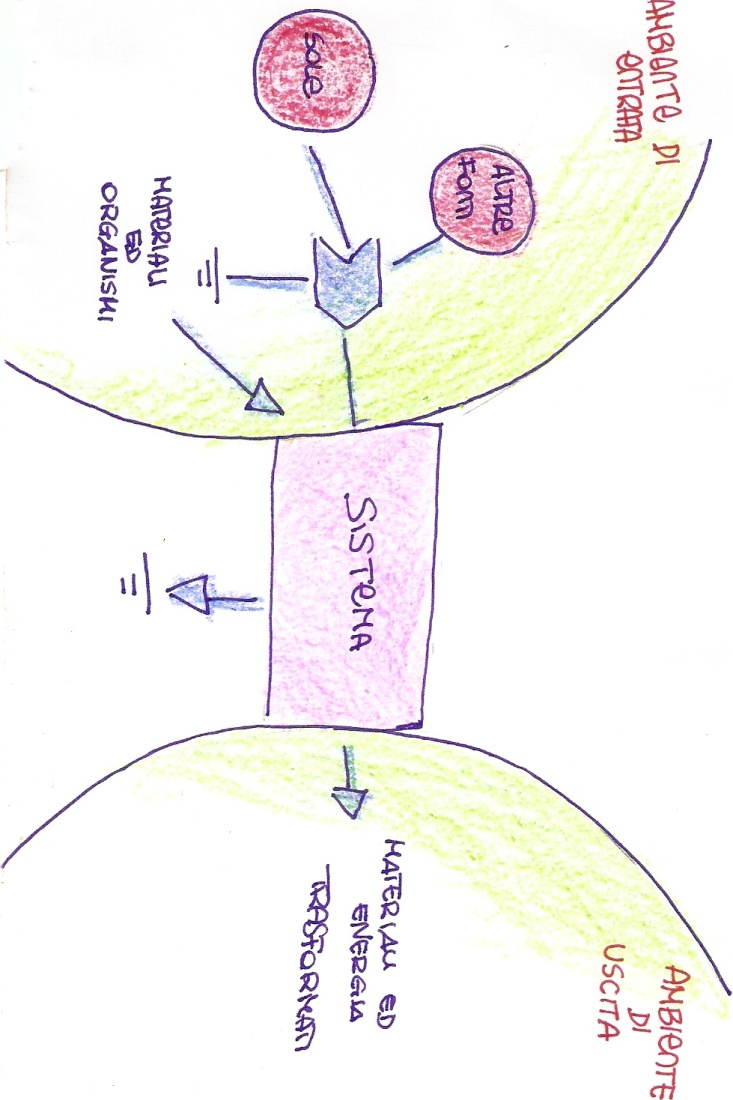 AMBIENTE DI
ENTRATA
AMBIENTE
DI
USCITA
ALTRE
FONTI
Sole
SISTEMA
MATERIALI ED
ENERGIA
TRASFORMATI
MATERIALI
ED
ORGANISMI